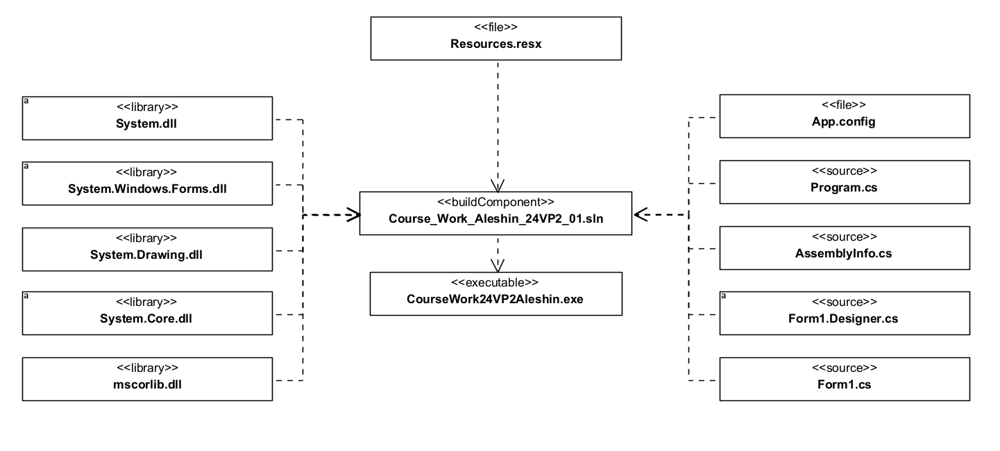 <<file>>
Resources.resx
a
<<library>>
System.dll
a
<<library>>
System.Windows.Forms.dll
<<library>>
System.Drawing.dll
a
<<library>>
System.Core.dll
<<library>>
mscorlib.dll
<<buildComponent>>
Course_Work_Aleshin_24VP2_01.sln
<<executable>>
CourseWork24VP2Aleshin.exe
<<file>>
App.config
<<source>>
Program.cs
<<source>>
AssemblyInfo.cs
a
<<source>>
Form1.Designer.cs
<<source>>
Form1.cs